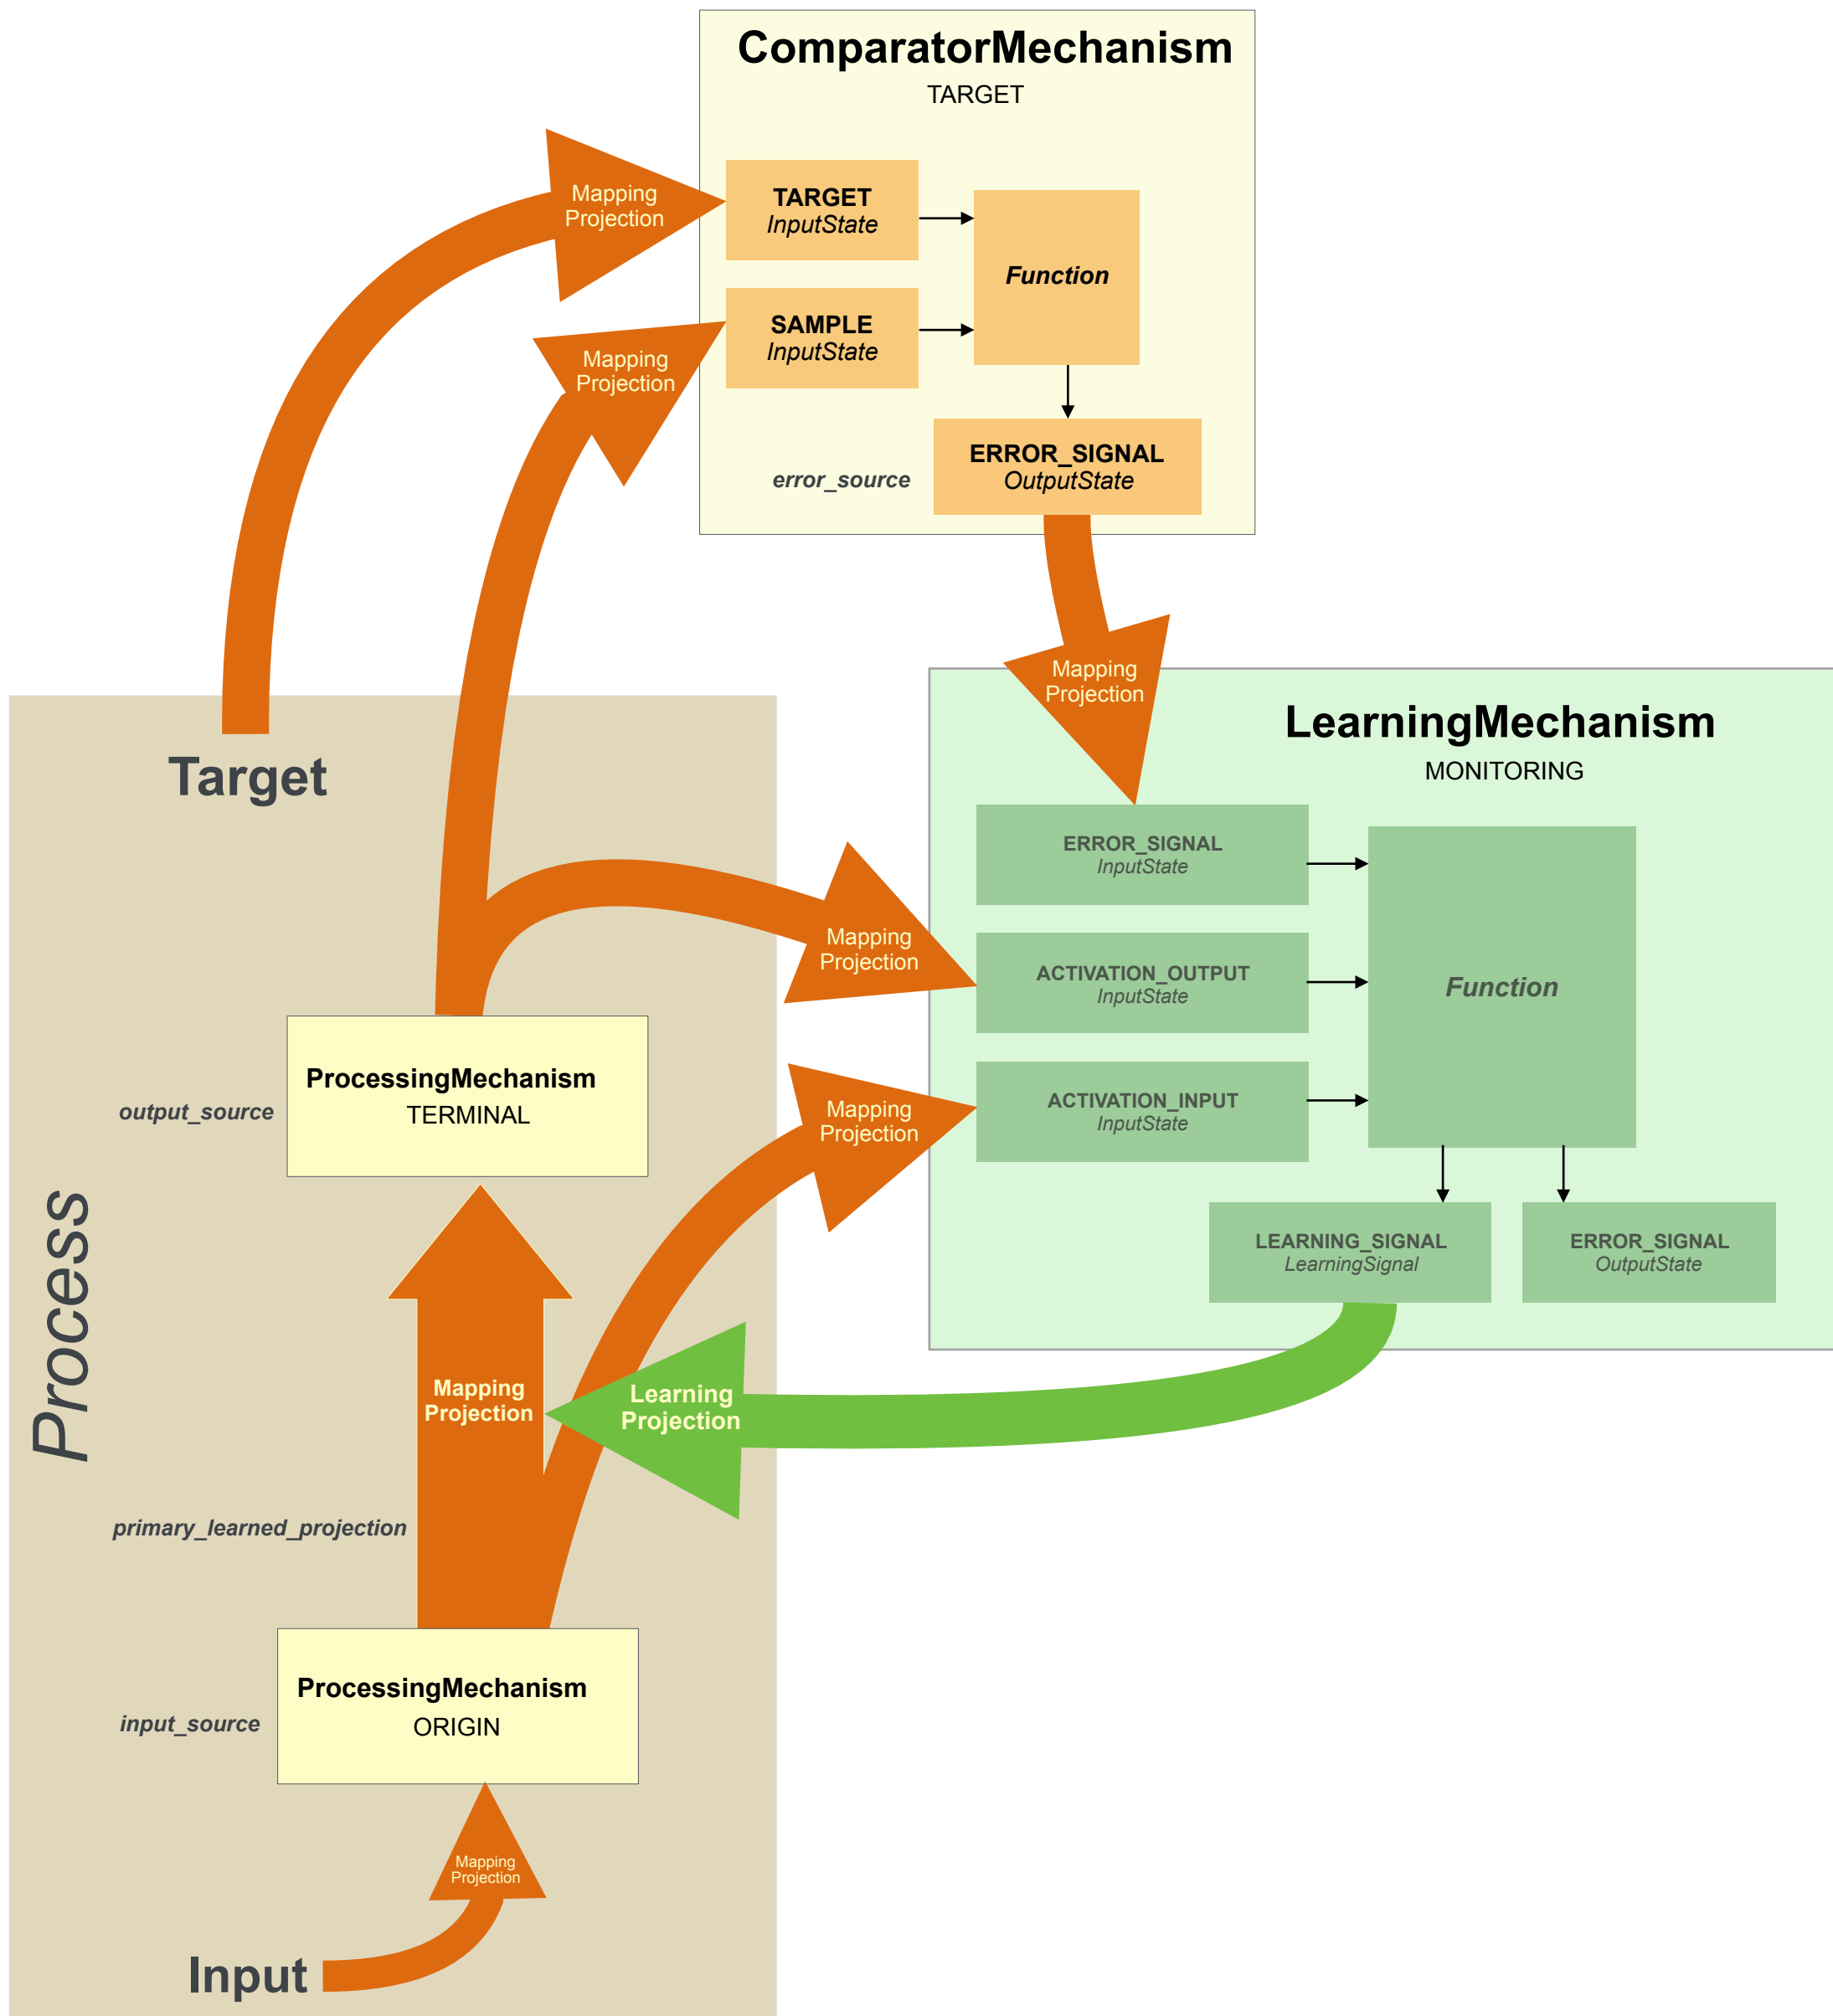 ComparatorMechanism
TARGET
Mapping
Projection
TARGET
InputState
Function
Mapping
Projection
SAMPLE
InputState
ERROR_SIGNAL
OutputState
error_source
Mapping
Projection
LearningMechanism
MONITORING
Target
ERROR_SIGNAL
InputState
Mapping
Projection
ACTIVATION_OUTPUT
InputState
Function
ProcessingMechanism
TERMINAL
output_source
Mapping
Projection
ACTIVATION_INPUT
InputState
LEARNING_SIGNAL
LearningSignal
ERROR_SIGNAL
OutputState
Process
Mapping
Projection
Learning
Projection
primary_learned_projection
ProcessingMechanism
ORIGIN
input_source
Mapping
Projection
Input